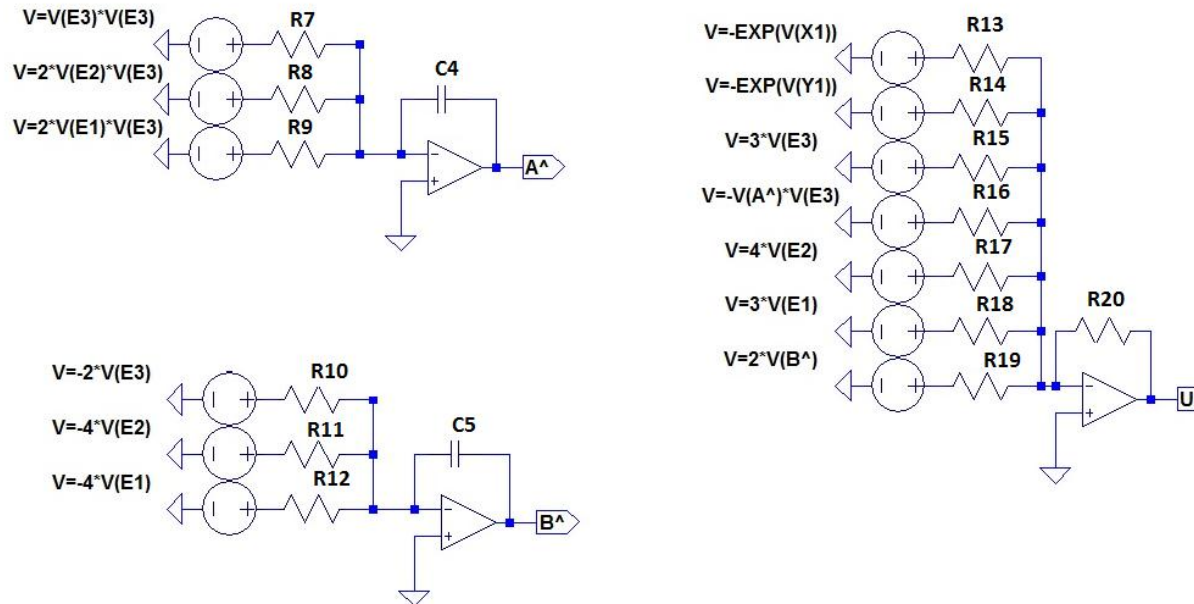 V=V(E3)*V(E3)
R7
V=2*V(E2)*V(E3)
R8
V=2*V(E1)*V(E3)
R9
C4
A^
V=-2*V(E3)
R10
V=-4*V(E2)
R11
V=-4*V(E1)
R12
C5
B^
V=-EXP(V(X1))
R13
V=-EXP(V(Y1))
R14
V=3*V(E3)
R15
V=-V(A^)*V(E3)
R16
V=4*V(E2)
R17
V=3*V(E1)
R18
V=2*V(B^)
R19
R20
U